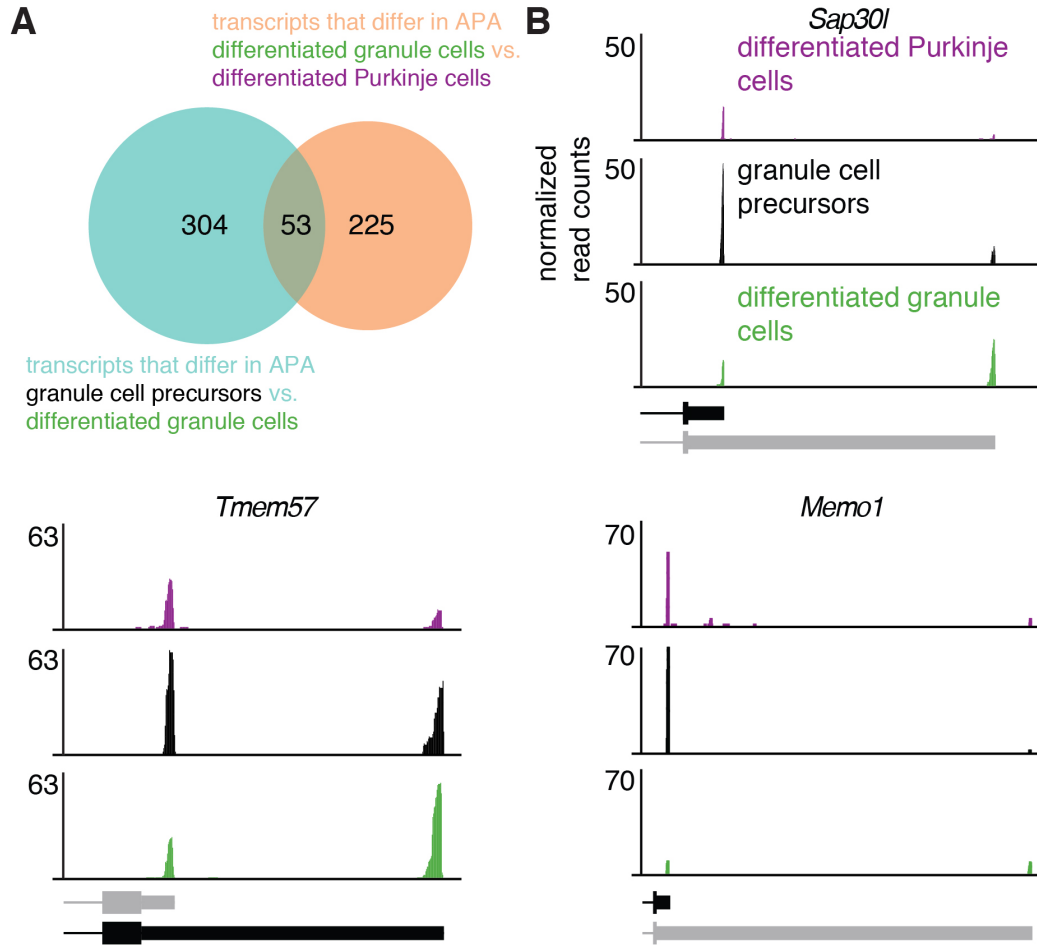 A
transcripts that differ in APA
differentiated granule cells vs.
differentiated Purkinje cells
304
53
225
transcripts that differ in APA
granule cell precursors vs.
differentiated granule cells
B
Sap30l
normalized
read counts
50
differentiated Purkinje
cells
50
granule cell
precursors
50
differentiated granule
cells
Tmem57
63
63
63
Memo1
70
70
70